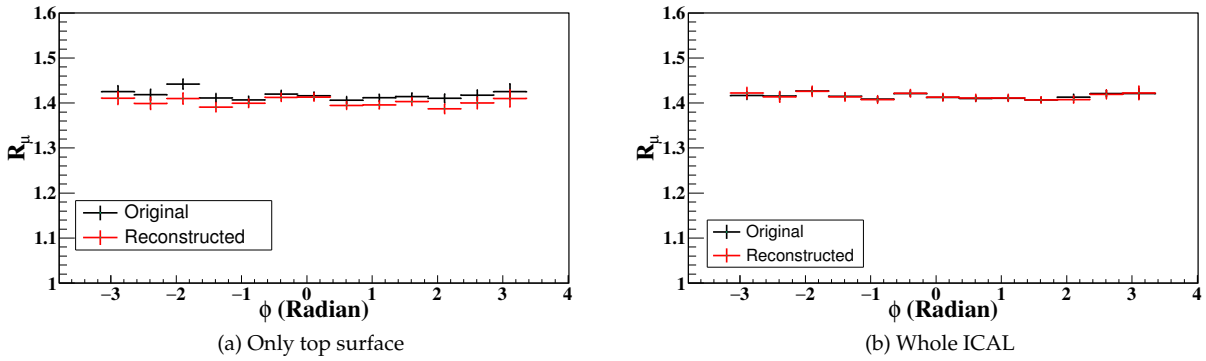 1.6
1.5
1.4
1.3
1.2
1.1
1
R_μ
Original
Reconstructed
−3 −2 −1 0 1 2 3 4
ϕ (Radian)
(a) Only top surface
1.6
1.5
1.4
1.3
1.2
1.1
1
R_μ
Original
Reconstructed
−3 −2 −1 0 1 2 3 4
ϕ (Radian)
(b) Whole ICAL